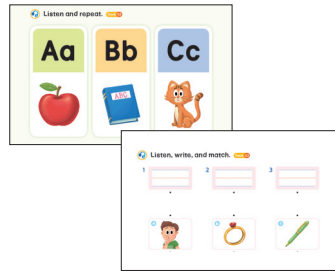 Listen and repeat.
Aa Bb Cc
ABC
Listen, write, and match.
1 2 3